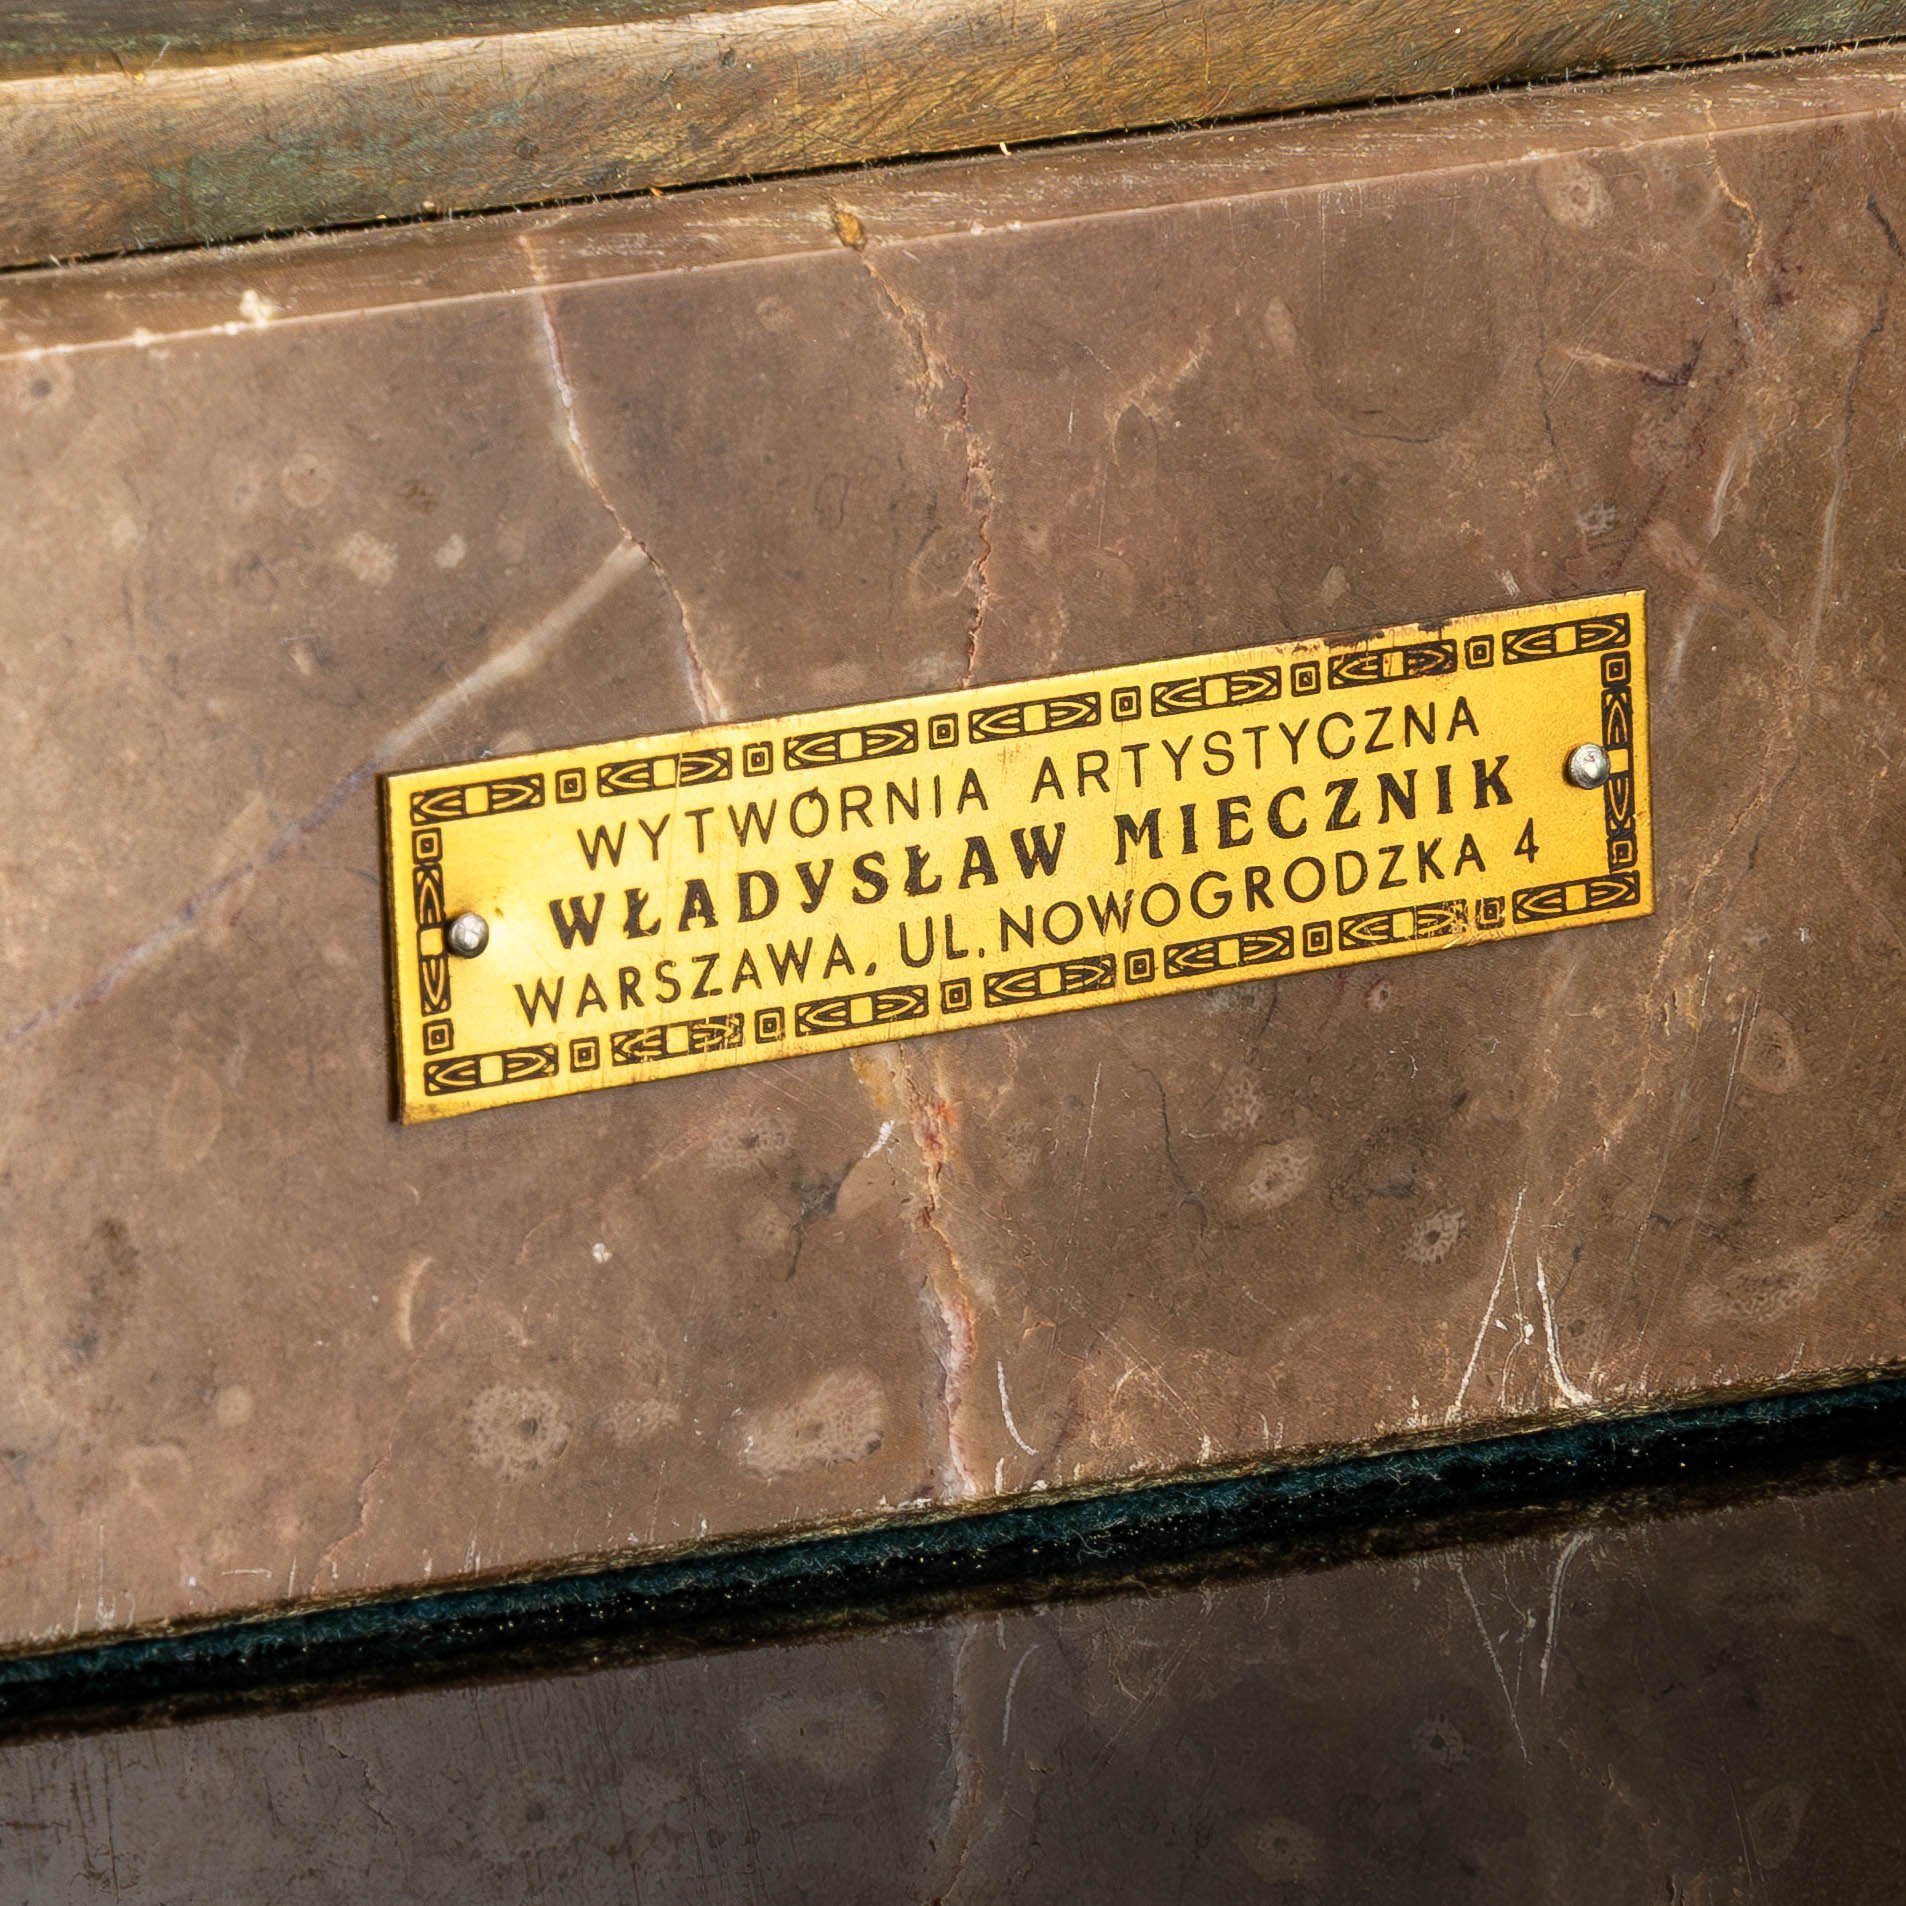 WYTWÓRNIA ARTYSTYCZNA
WŁADYSŁAW MIECZNIK
WARSZAWA, UL. NOWOGRODZKA 4